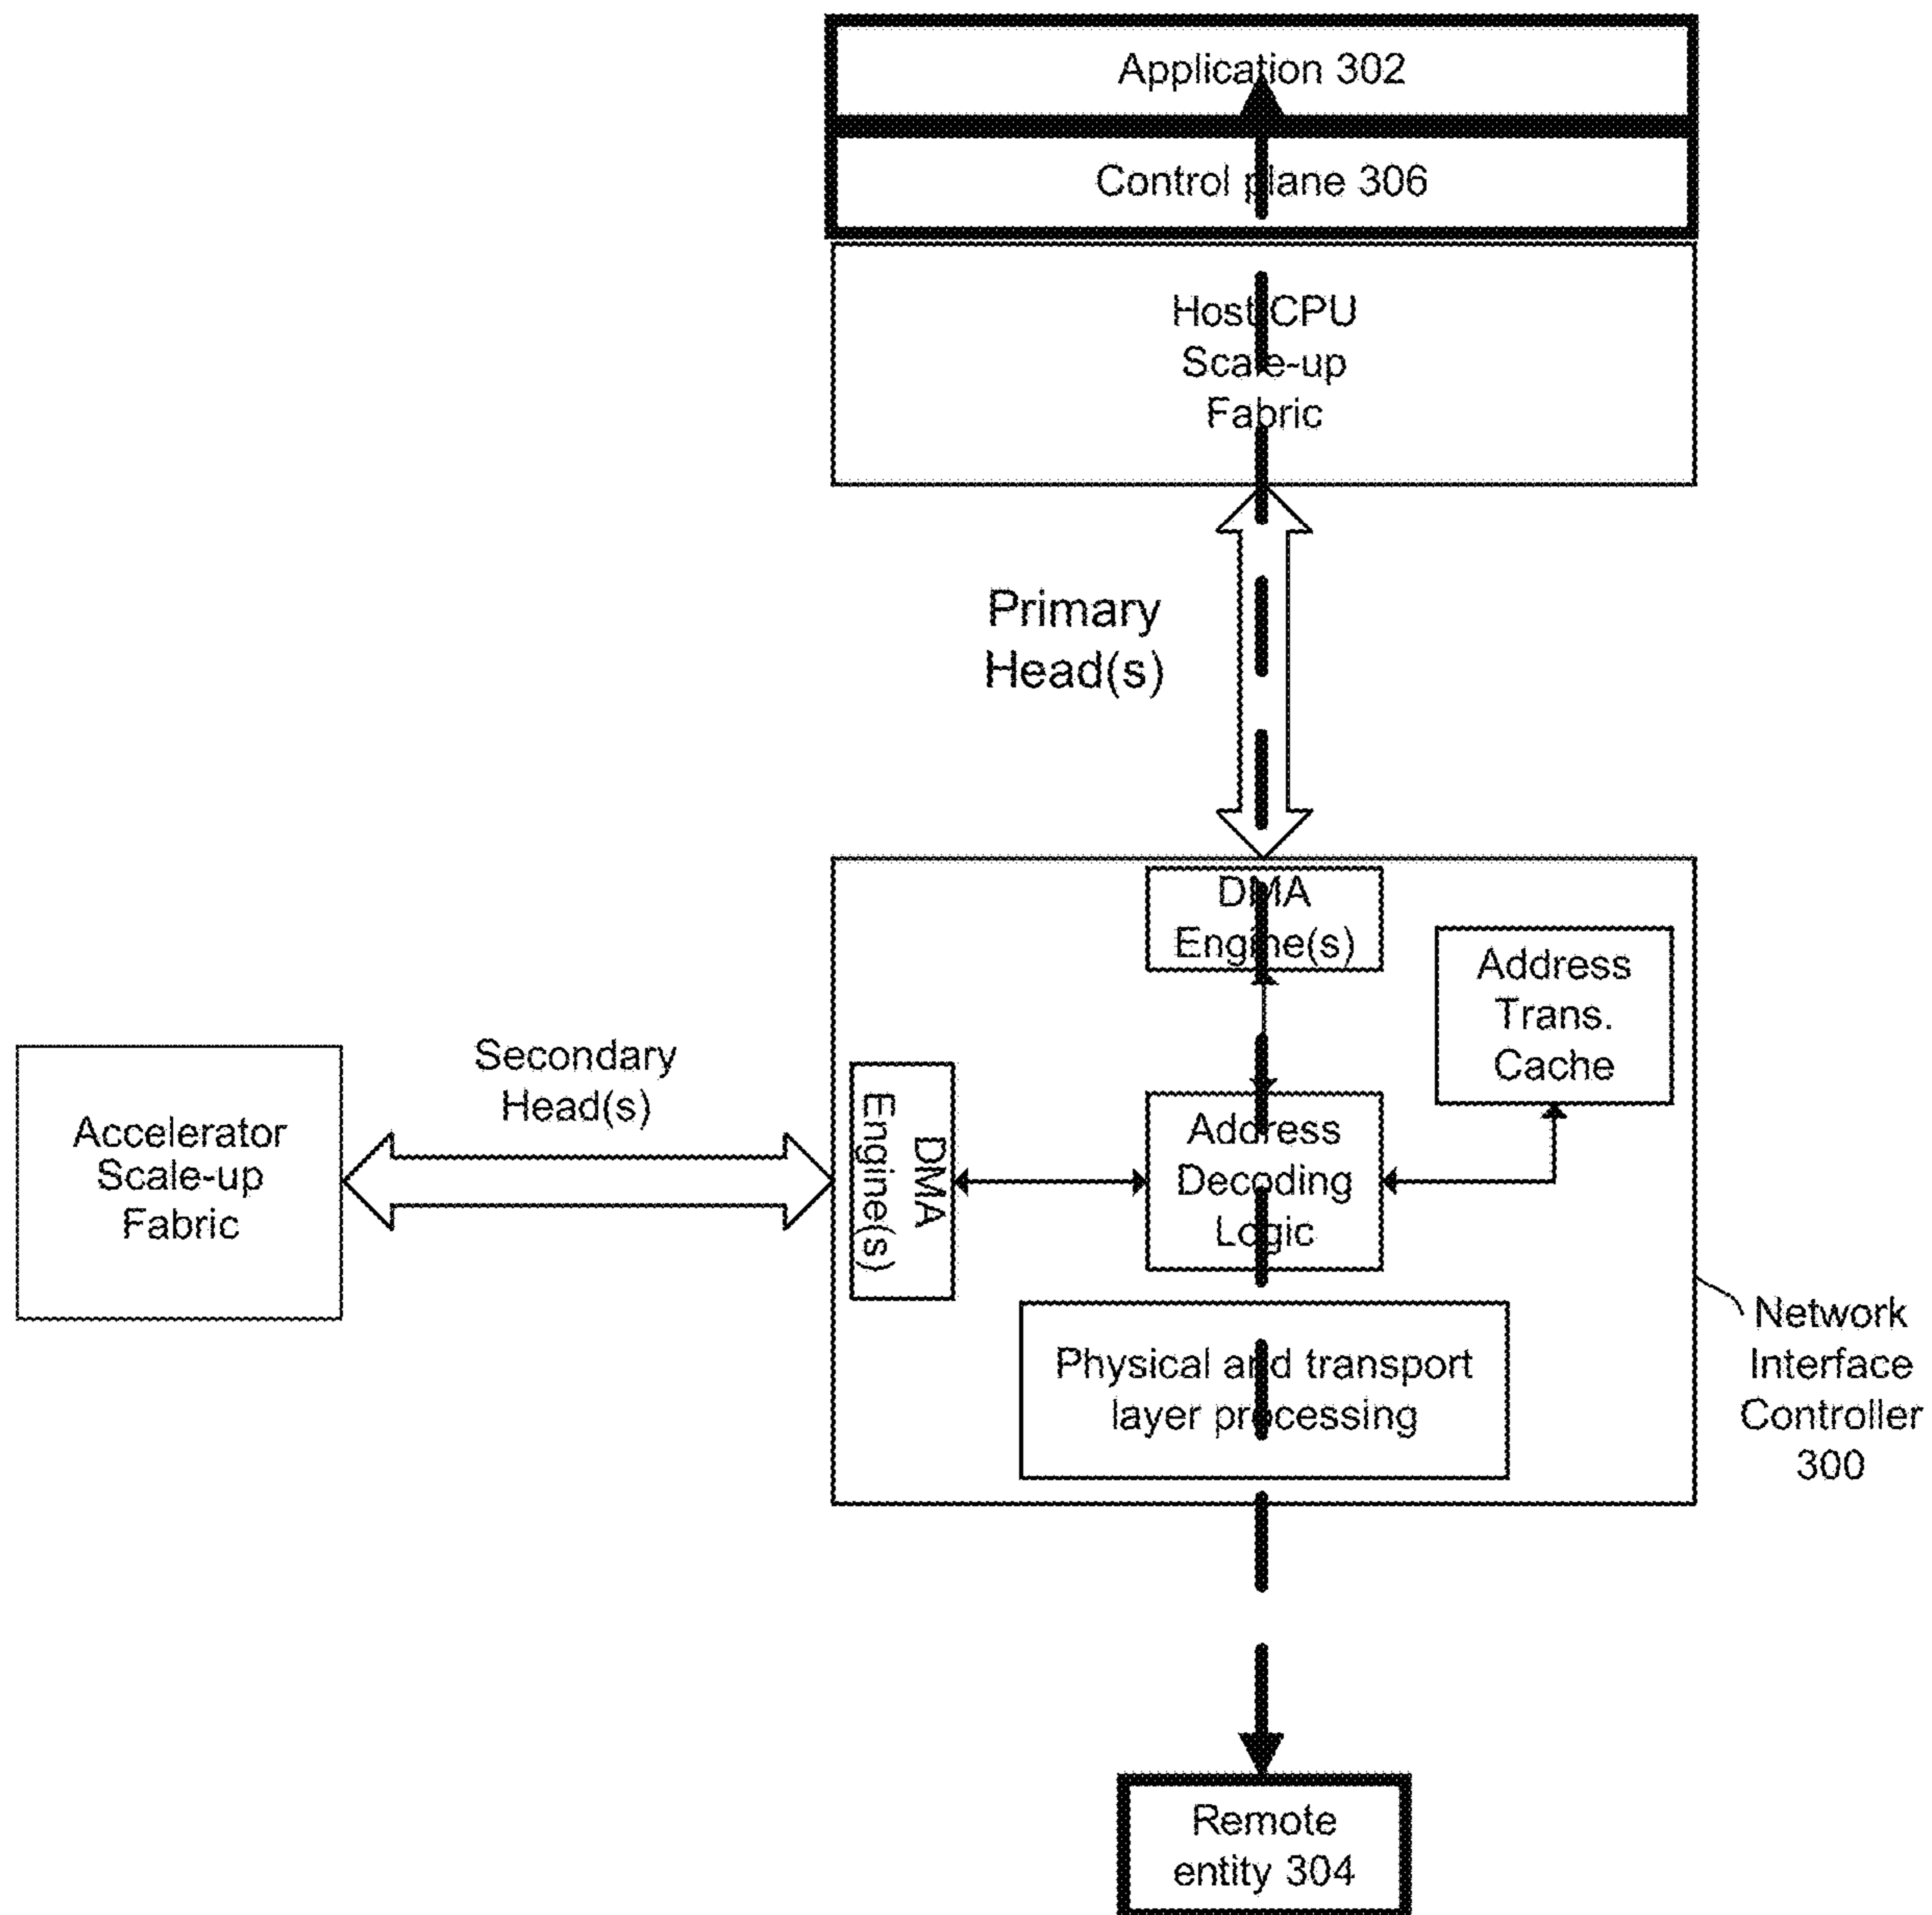 Application 302
Control plane 306
Host CPU
Scale-up
Fabric
Primary
Head(s)
DMA
Engine(s)
Address
Trans.
Cache
Secondary
Head(s)
Accelerator
Scale-up
Fabric
DMA
Engine(s)
Address
Decoding
Logic
Physical and transport
layer processing
Network
Interface
Controller
300
Remote
entity 304